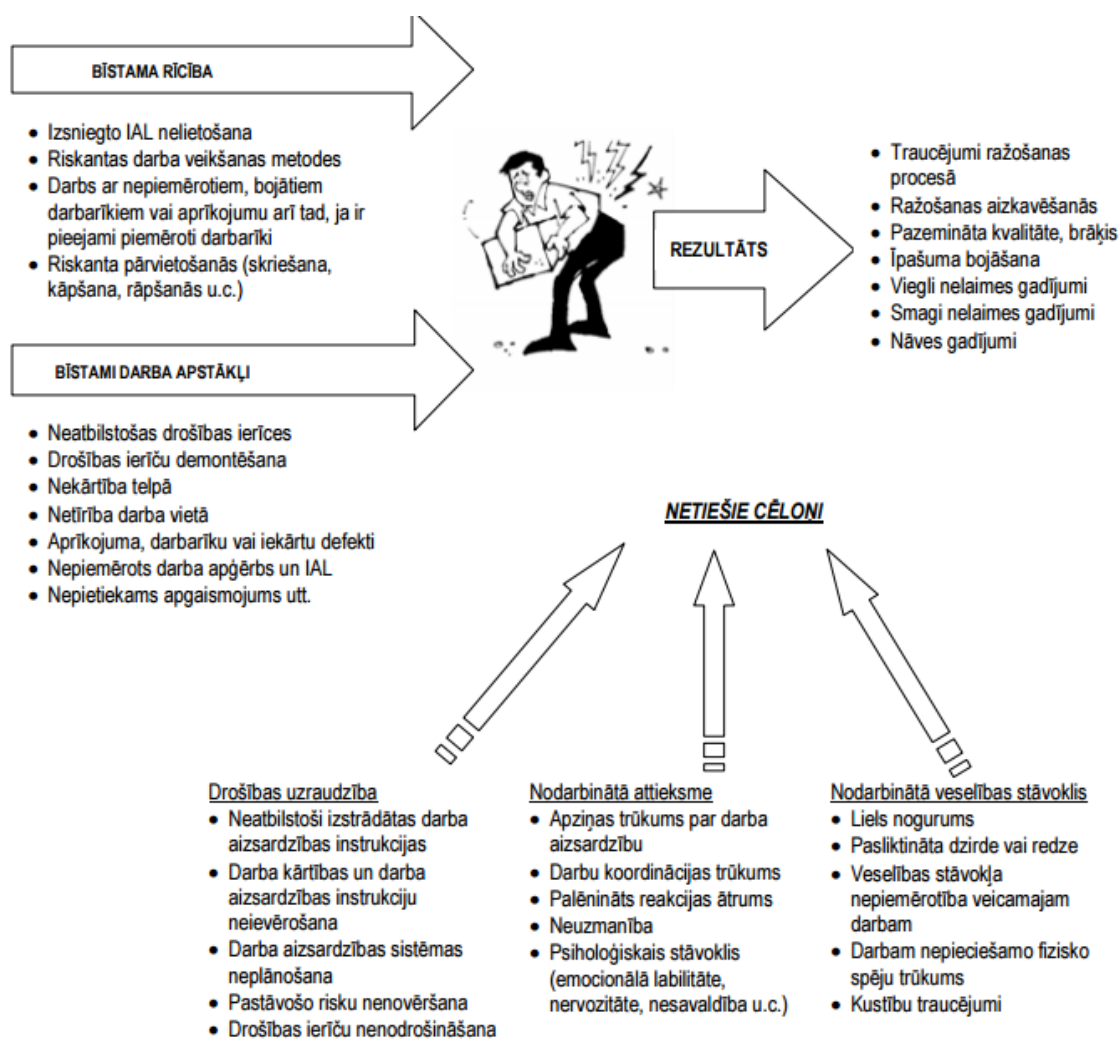 BĪSTAMA RĪCĪBA
• Izsniegto IAL nelietošana
• Riskantas darba veikšanas metodes
• Darbs ar nepiemērotiem, bojātiem
darbarīkiem vai aprīkojumu arī tad, ja ir
pieejami piemēroti darbarīki
• Riskanta pārvietošanās (skriešana,
kāpšana, rāpšanās u.c.)
BĪSTAMI DARBA APSTĀKĻI
• Neatbilstošas drošības ierīces
• Drošības ierīču demontēšana
• Nekārtība telpā
• Netīrība darba vietā
• Aprīkojuma, darbarīku vai iekārtu defekti
• Nepiemērots darba apģērbs un IAL
• Nepietiekams apgaismojums utt.
REZULTĀTS
• Traucējumi ražošanas
procesā
• Ražošanas aizkavēšanās
• Pazemināta kvalitāte, brāķis
• Īpašuma bojāšana
• Viegli nelaimes gadījumi
• Smagi nelaimes gadījumi
• Nāves gadījumi
NETIEŠIE CĒLOŅI
Drošības uzraudzība
• Neatbilstoši izstrādātas darba
aizsardzības instrukcijas
• Darba kārtības un darba
aizsardzības instrukciju
neievērošana
• Darba aizsardzības sistēmas
neplānošana
• Pastāvošo risku nenovēršana
• Drošības ierīču nenodrošināšana
Nodarbinātā attieksme
• Apziņas trūkums par darba
aizsardzību
• Darbu koordinācijas trūkums
• Palēnināts reakcijas ātrums
• Neuzmanība
• Psiholoģiskais stāvoklis
(emocionālā labilitāte,
nervozitāte, nesavaldība u.c.)
Nodarbinātā veselības stāvoklis
• Liels nogurums
• Pasliktināta dzirde vai redze
• Veselības stāvokļa
nepiemērotība veicamajam
darbam
• Darbam nepieciešamo fizisko
spēju trūkums
• Kustību traucējumi